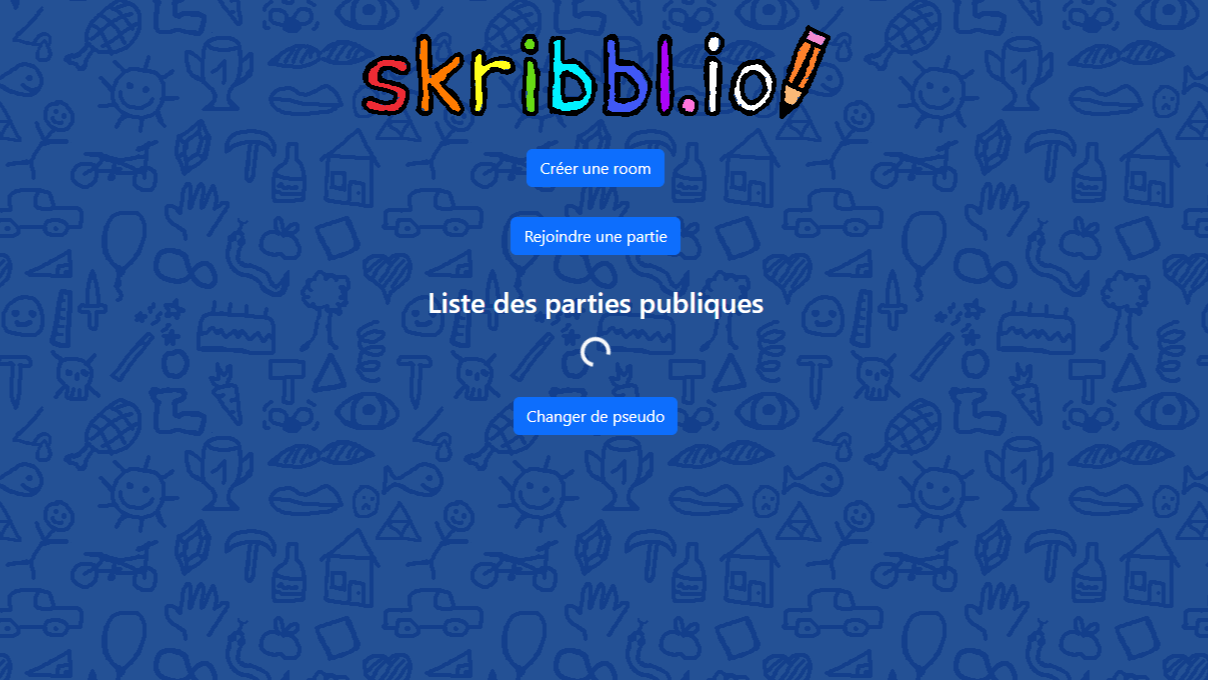 skribbl.io
Créer une room
Rejoindre une partie
Liste des parties publiques
Changer de pseudo